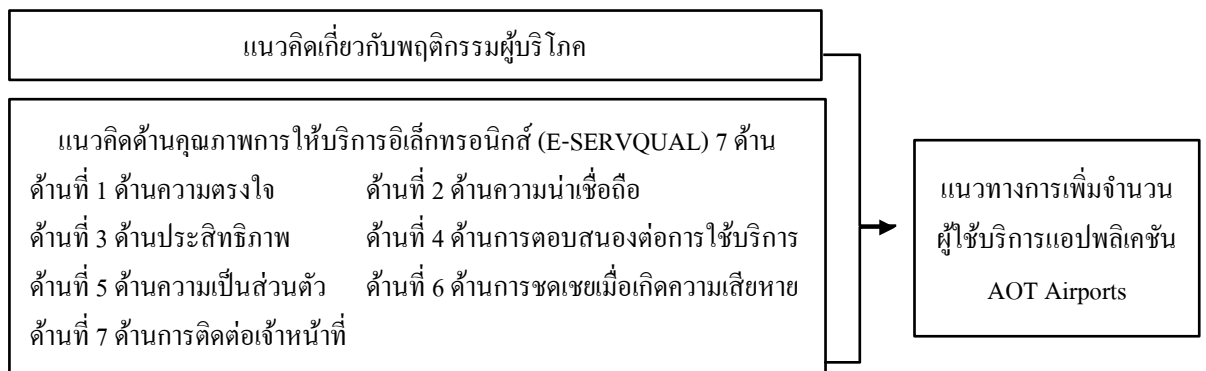 แนวคิดเกี่ยวกับพฤติกรรมผู้บริโภค
แนวคิดด้านคุณภาพการให้บริการอิเล็กทรอนิกส์ (E-SERVQUAL) 7 ด้าน
ด้านที่ 1 ด้านความตรงใจ ด้านที่ 2 ด้านความน่าเชื่อถือ
ด้านที่ 3 ด้านประสิทธิภาพ ด้านที่ 4 ด้านการตอบสนองต่อการใช้บริการ
ด้านที่ 5 ด้านความเป็นส่วนตัว ด้านที่ 6 ด้านการชดเชยเมื่อเกิดความเสียหาย
ด้านที่ 7 ด้านการติดต่อเจ้าหน้าที่
แนวทางการเพิ่มจำนวน
ผู้ใช้บริการแอปพลิเคชัน
AOT Airports